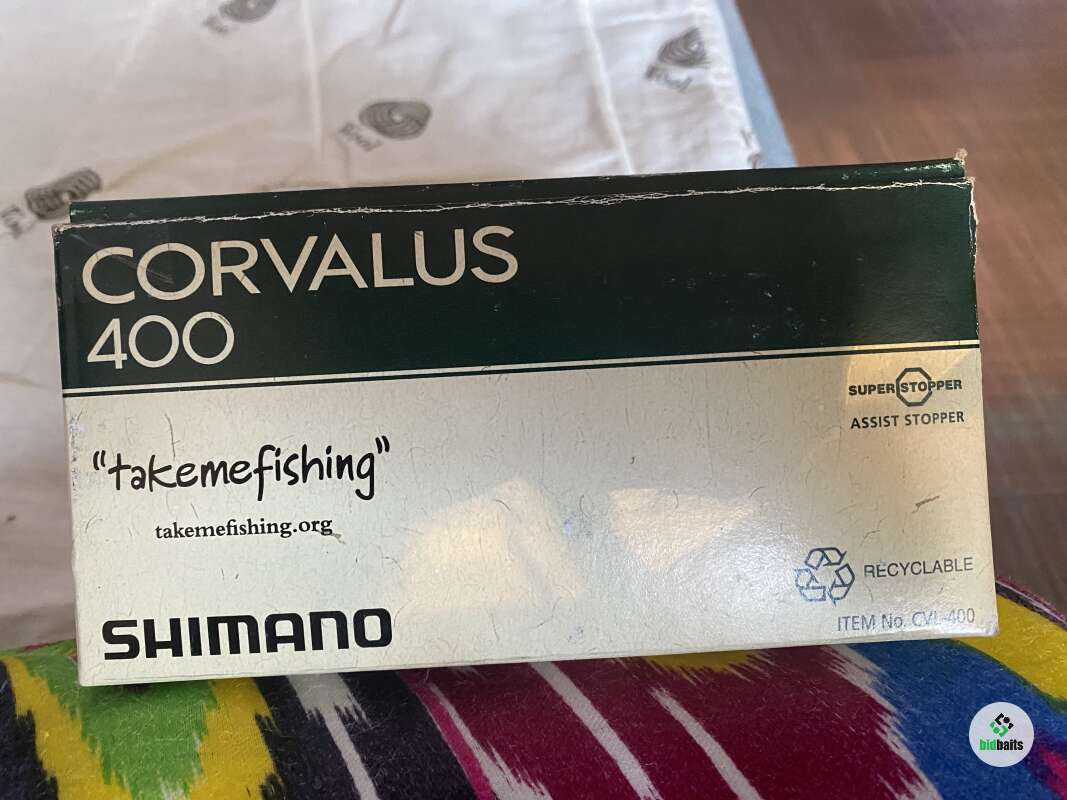 CORVALUS
400
SUPER STOPPER
ASSIST STOPPER
"takemefishing"
takemefishing.org
RECYCLABLE
SHIMANO
ITEM No. CVL-400
bidbaits